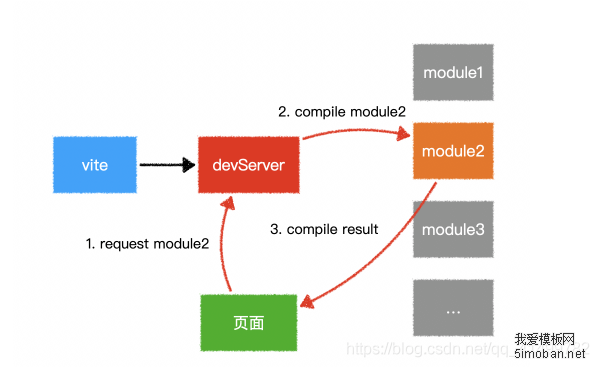 module1
2. compile module2
vite
devServer
module2
1. request module2
3. compile result
module3
页面
...
https://blog.csdn.net/qq_
我爱模板网
5imoban.net